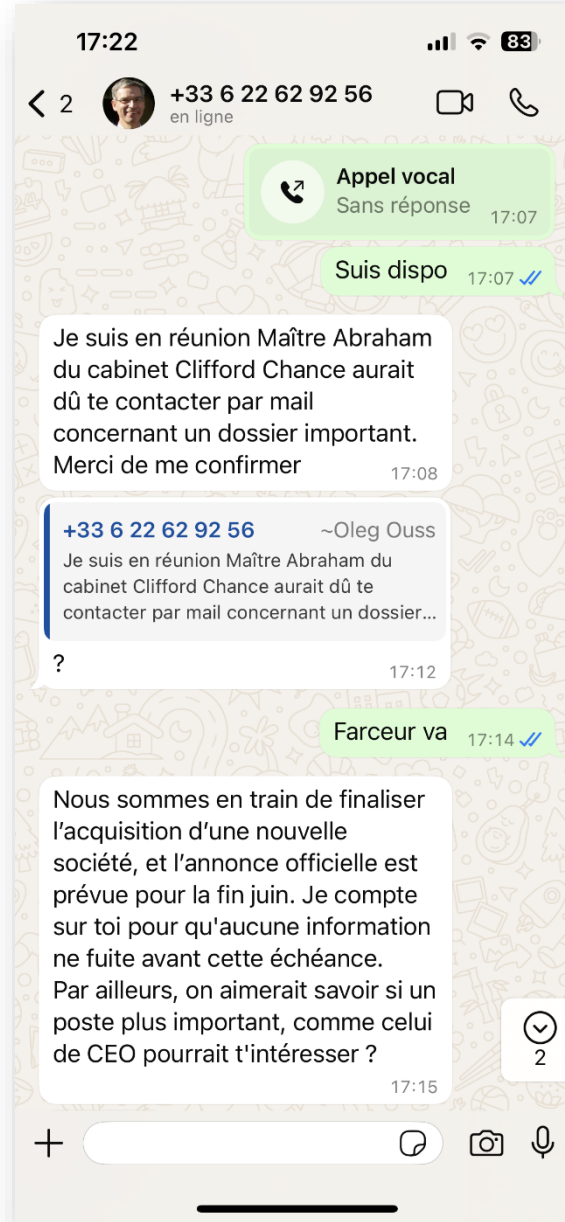 17:22
83
2
+33 6 22 62 92 56
en ligne
Appel vocal
Sans réponse
17:07
Suis dispo
17:07
Je suis en réunion Maître Abraham
du cabinet Clifford Chance aurait
dû te contacter par mail
concernant un dossier important.
Merci de me confirmer
17:08
+33 6 22 62 92 56 ~Oleg Ouss
Je suis en réunion Maître Abraham du
cabinet Clifford Chance aurait dû te
contacter par mail concernant un dossier...
?
17:12
Farceur va
17:14
Nous sommes en train de finaliser
l'acquisition d'une nouvelle
société, et l'annonce officielle est
prévue pour la fin juin. Je compte
sur toi pour qu'aucune information
ne fuite avant cette échéance.
Par ailleurs, on aimerait savoir si un
poste plus important, comme celui
de CEO pourrait t'intéresser ?
17:15
2